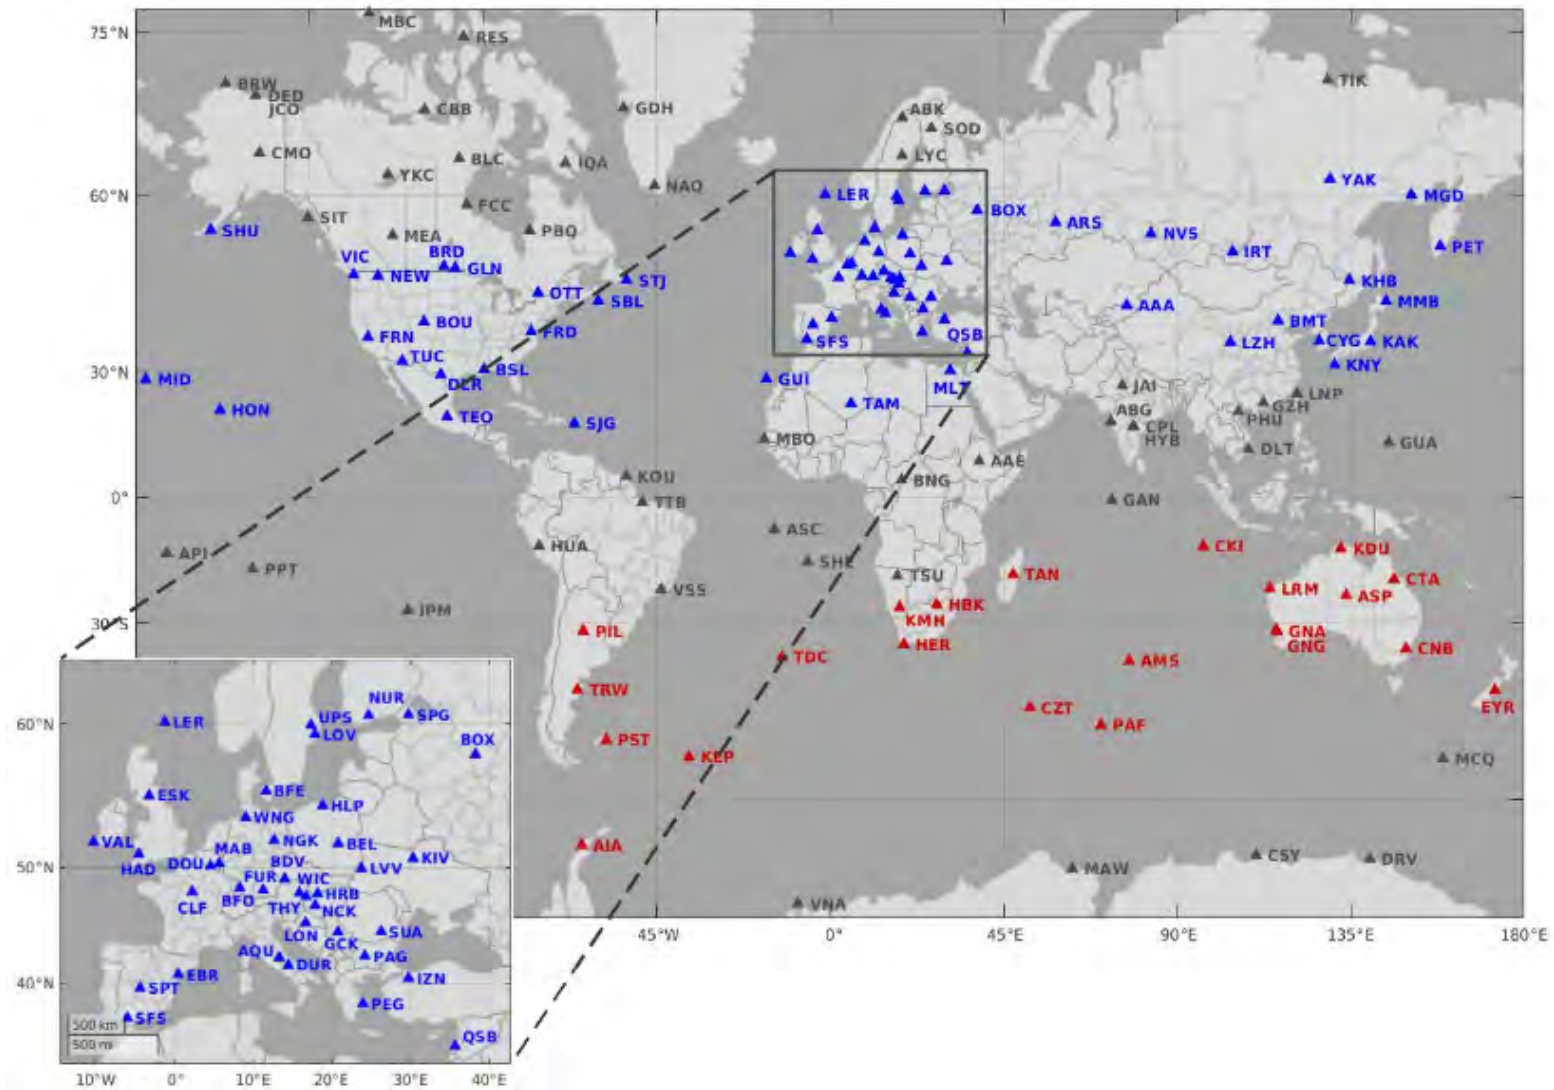 MBC
75°N
RES
BRW
DED
JCO
CBB
GDH
ABK
SOD
TIK
CMO
YKC
BLC
IQA
LYC
NAQ
YAK
60°N
FCC
LER
BOX
MGD
SIT
SHU
MEA
PBQ
ARS
NVS
PET
VIC
BRD
GLN
NEW
IRT
STJ
KHB
OTT
SBL
MMB
AAA
BOU
FRD
BMT
FRN
SFS
QSB
LZH
CYG
KAK
TUC
BSL
KNY
30°N
MID
DLR
GUI
MLT
JAI
LNP
HON
TEO
TAM
ABG
GZH
PHU
SJG
CPL
HYB
MBO
DLT
GUA
AAE
KOU
BNG
0°
TTB
GAN
ASC
API
HUA
CKI
KDU
PPT
SHE
TSU
TAN
CTA
VSS
LRM
ASP
IPM
HBK
KMH
30°S
PIL
GNA
GNG
HER
CNB
TDC
AMS
TRW
CZT
EYR
PAF
PST
KEP
MCQ
AIA
CSY
DRV
MAW
VNA
45°W
0°
45°E
90°E
135°E
180°E
NUR
LER
UPS
SPG
60°N
LOV
BOX
BFE
ESK
HLP
WNG
VAL
NGK
BEL
MAB
HAD
DOU
BDV
KIV
50°N
LVV
FUR
WIC
BFO
HRB
CLF
THY
NCK
LON
SUA
GCK
AQU
PAG
DUR
EBR
IZN
40°N
SPT
PEG
SFS
500 km
QSB
500 mi
10°W
0°
10°E
20°E
30°E
40°E